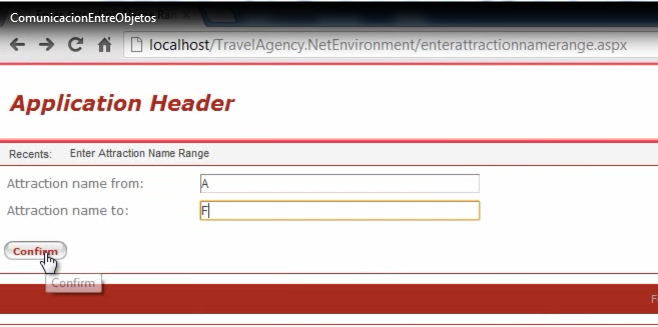 ComunicacionEntreObjetos
localhost/TravelAgency.NetEnvironment/enterattractionnamerange.aspx
Application Header
Recents: Enter Attraction Name Range
Attraction name from: A
Attraction name to: F
Confirm
Confirm